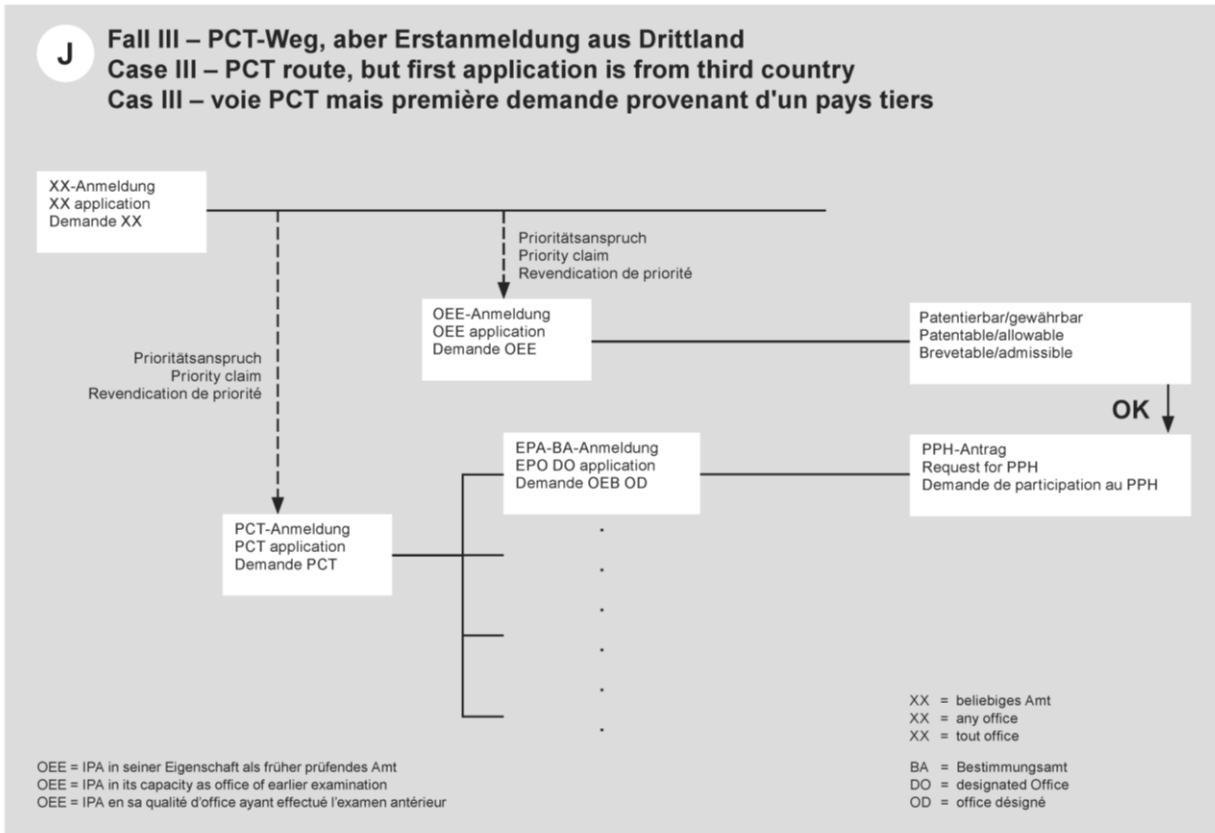 J
Fall III – PCT-Weg, aber Erstanmeldung aus Drittland
Case III – PCT route, but first application is from third country
Cas III – voie PCT mais première demande provenant d'un pays tiers
XX-Anmeldung
XX application
Demande XX
Prioritätsanspruch
Priority claim
Revendication de priorité
OEE-Anmeldung
OEE application
Demande OEE
Patentierbar/gewährbar
Patentable/allowable
Brevetable/admissible
Prioritätsanspruch
Priority claim
Revendication de priorité
OK
EPA-BA-Anmeldung
EPO DO application
Demande OEB OD
PPH-Antrag
Request for PPH
Demande de participation au PPH
PCT-Anmeldung
PCT application
Demande PCT
XX = beliebiges Amt
XX = any office
XX = tout office
OEE = IPA in seiner Eigenschaft als früher prüfendes Amt
OEE = IPA in its capacity as office of earlier examination
OEE = IPA en sa qualité d'office ayant effectué l'examen antérieur
BA = Bestimmungsamt
DO = designated Office
OD = office désigné